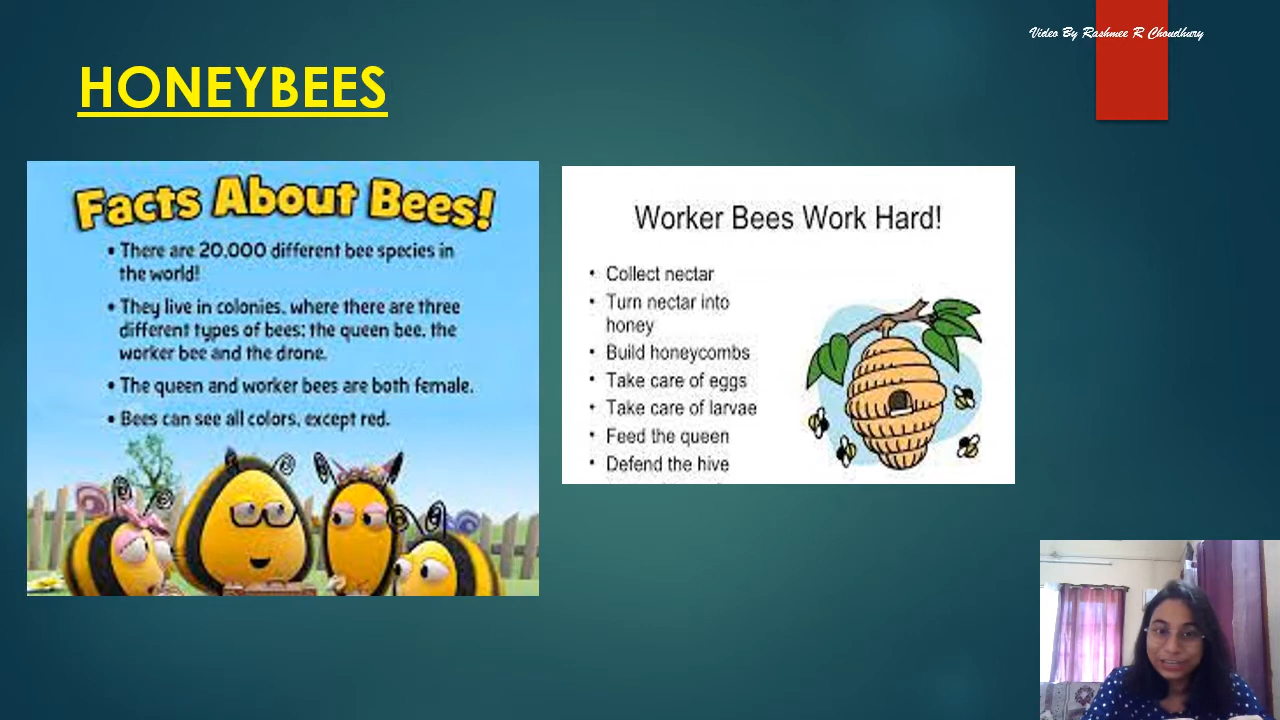 Video By Rashmee R Choudhury
HONEYBEES
Facts About Bees!
• There are 20,000 different bee species in
the world!
• They live in colonies, where there are three
different types of bees: the queen bee, the
worker bee and the drone.
• The queen and worker bees are both female.
• Bees can see all colors, except red.
Worker Bees Work Hard!
• Collect nectar
• Turn nectar into
honey
• Build honeycombs
• Take care of eggs
• Take care of larvae
• Feed the queen
• Defend the hive